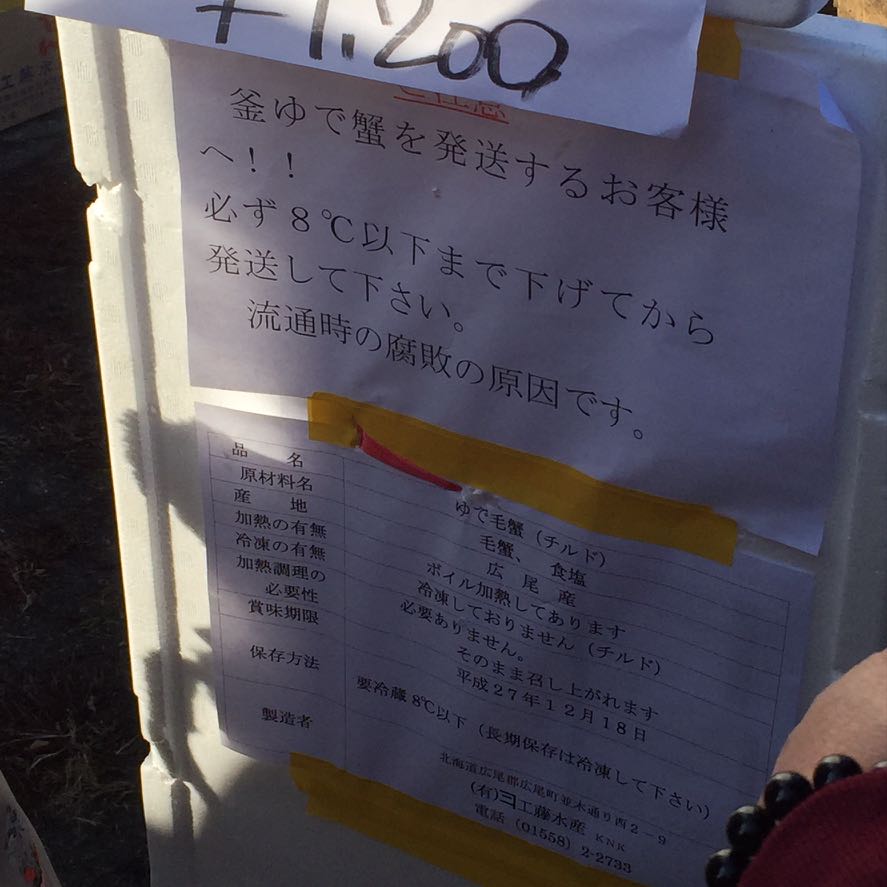 ¥1,200
ご注意
釜ゆで蟹を発送するお客様
へ！！
必ず８℃以下まで下げてから
発送して下さい。
流通時の腐敗の原因です。
品　名　ゆで毛蟹（チルド）
原材料名　毛蟹、食塩
産　地　広尾産
加熱の有無　ボイル加熱してあります
冷凍の有無　冷凍しておりません（チルド）
加熱調理の　必要ありません。
必要性　そのまま召し上がれます
賞味期限　平成２７年１２月１８日
保存方法　要冷蔵8℃以下（長期保存は冷凍して下さい）
製造者　北海道広尾郡広尾町並木通り西２－９
(有)ヨ工藤水産 KNK
電話（01558）2-2733